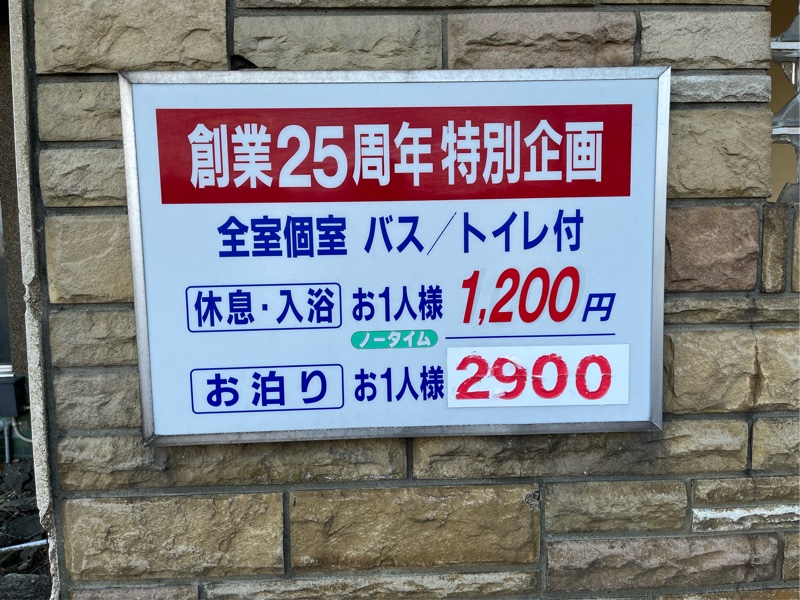 創業25周年 特別企画
全室個室 バス／トイレ付
休息・入浴 お1人様 1,200円
ノータイム
お泊り お1人様 2900